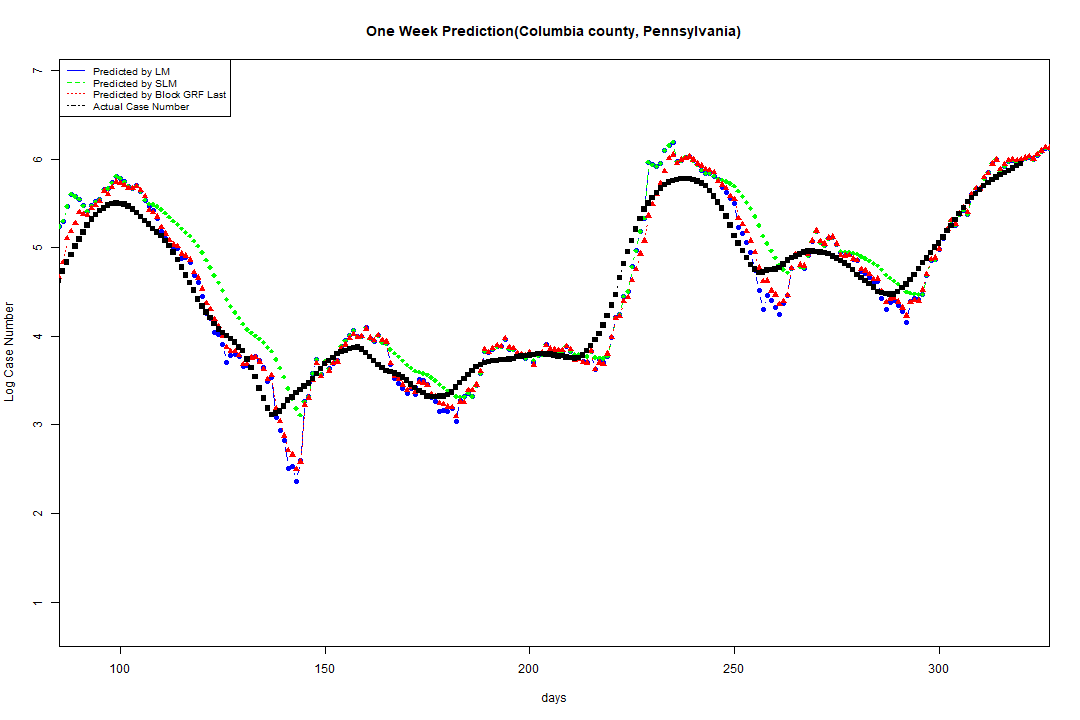 One Week Prediction(Columbia county, Pennsylvania)
Predicted by LM
Predicted by SLM
Predicted by Block GRF Last
Actual Case Number
Log Case Number
7
6
5
4
3
2
1
100 150 200 250 300
days